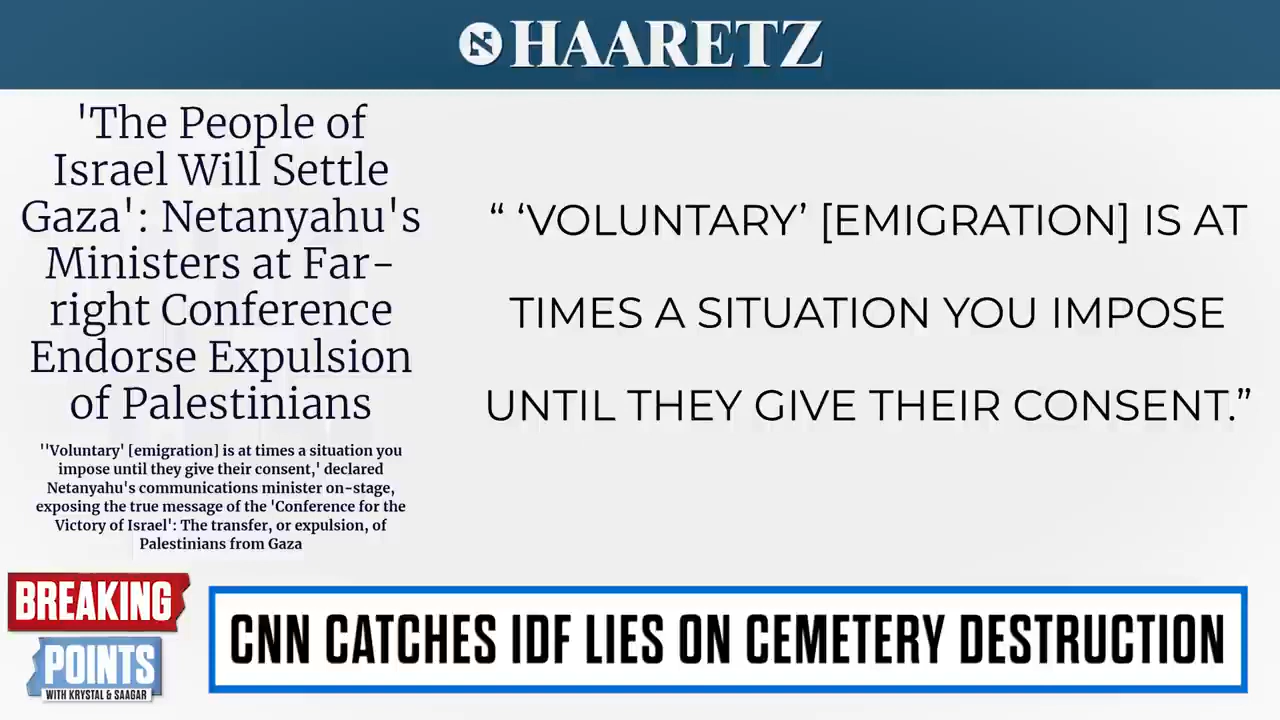 HAARETZ
'The People of
Israel Will Settle
Gaza': Netanyahu's
Ministers at Far-
right Conference
Endorse Expulsion
of Palestinians
''Voluntary' [emigration] is at times a situation you
impose until they give their consent,' declared
Netanyahu's communications minister on-stage,
exposing the true message of the 'Conference for the
Victory of Israel': The transfer, or expulsion, of
Palestinians from Gaza
“ ‘VOLUNTARY’ [EMIGRATION] IS AT
TIMES A SITUATION YOU IMPOSE
UNTIL THEY GIVE THEIR CONSENT.”
BREAKING
POINTS
WITH KRYSTAL & SAAGAR
CNN CATCHES IDF LIES ON CEMETERY DESTRUCTION